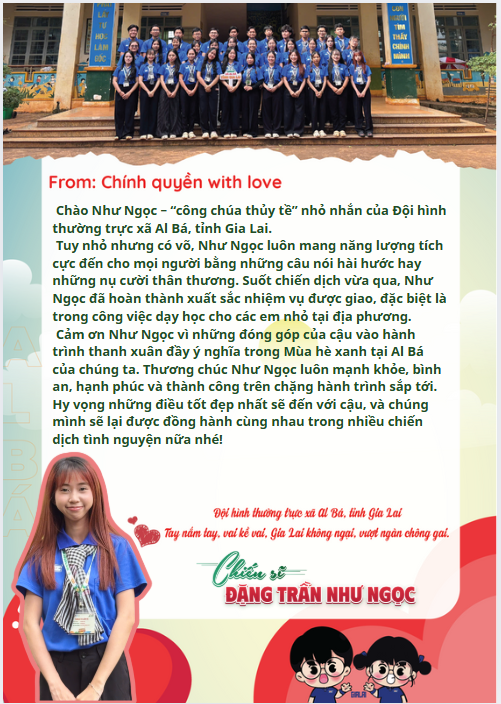 LÀM
GỐC
CON
NGƯỜI
TÌM
THẤY
CHÍNH
MÌNH
From: Chính quyền with love
Chào Như Ngọc – “công chúa thủy tề” nhỏ nhắn của Đội hình
thường trực xã Al Bá, tỉnh Gia Lai.
Tuy nhỏ nhưng có võ, Như Ngọc luôn mang năng lượng tích
cực đến cho mọi người bằng những câu nói hài hước hay
những nụ cười thân thương. Suốt chiến dịch vừa qua, Như
Ngọc đã hoàn thành xuất sắc nhiệm vụ được giao, đặc biệt là
trong công việc dạy học cho các em nhỏ tại địa phương.
Cảm ơn Như Ngọc vì những đóng góp của cậu vào hành
trình thanh xuân đầy ý nghĩa trong Mùa hè xanh tại Al Bá
của chúng ta. Thương chúc Như Ngọc luôn mạnh khỏe, bình
an, hạnh phúc và thành công trên chặng hành trình sắp tới.
Hy vọng những điều tốt đẹp nhất sẽ đến với cậu, và chúng
mình sẽ lại được đồng hành cùng nhau trong nhiều chiến
dịch tình nguyện nữa nhé!
Đội hình thường trực xã Al Bá, tỉnh Gia Lai
Tay nắm tay, vai kề vai, Gia Lai không ngại, vượt ngàn chông gai.
Chiến sĩ
ĐẶNG TRẦN NHƯ NGỌC